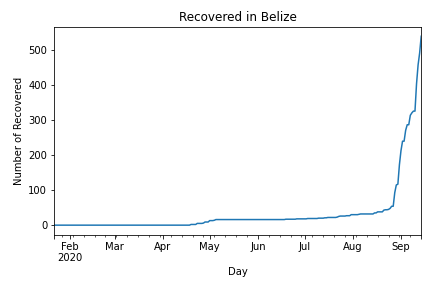 Recovered in Belize
Number of Recovered
500
400
300
200
100
0
Feb Mar Apr May Jun Jul Aug Sep
2020
Day